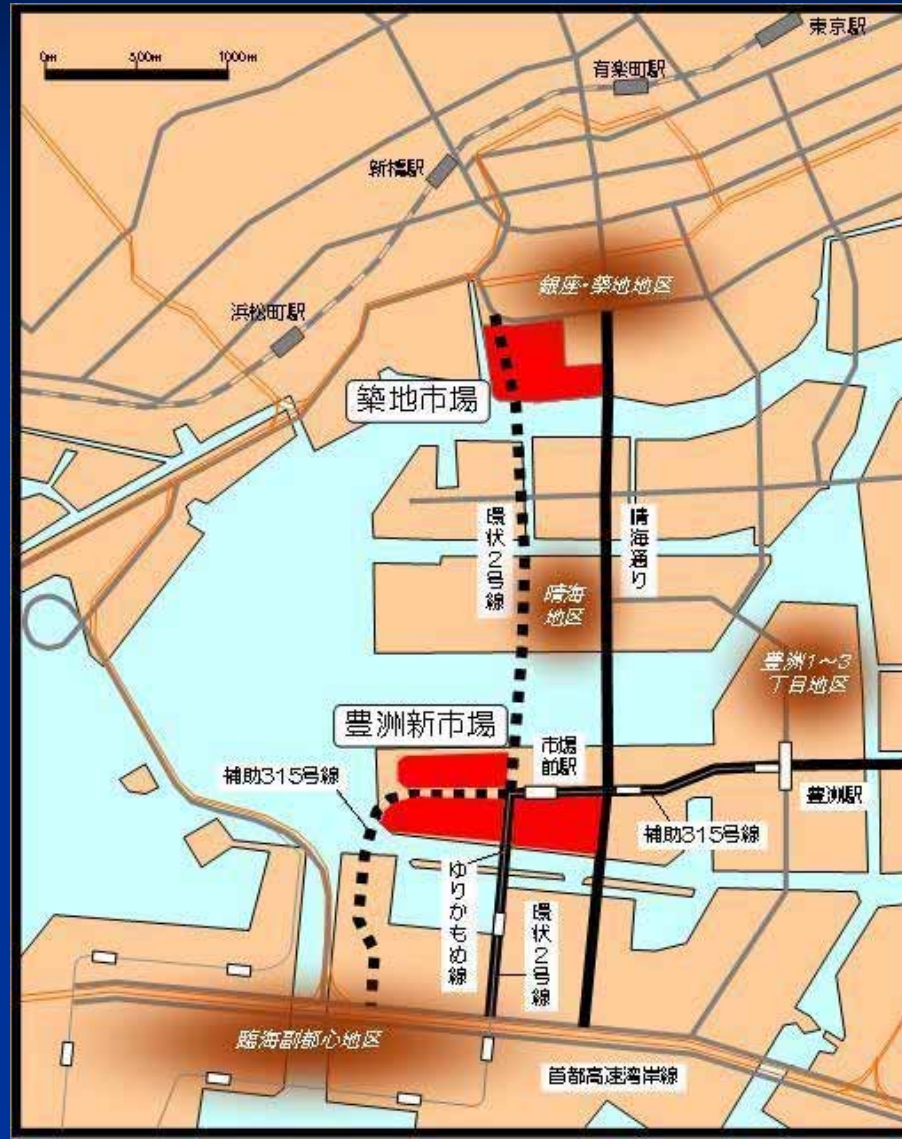 東京駅
0m 500m 1000m
有楽町駅
新橋駅
銀座・築地地区
浜松町駅
築地市場
環状2号線
晴海通り
晴海
地区
豊洲1～3
丁目地区
豊洲新市場
市場
前駅
補助315号線
豊洲駅
補助315号線
ゆりかもめ線
環状2号線
臨海副都心地区
首都高速湾岸線